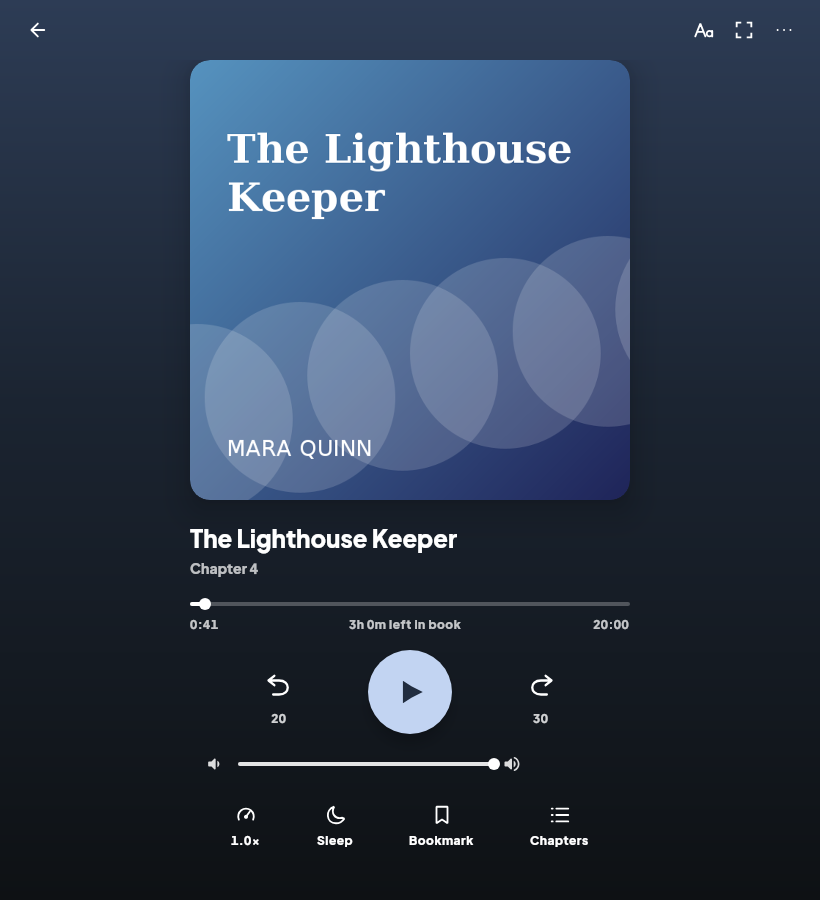 Aa
The Lighthouse
Keeper
MARA QUINN
The Lighthouse Keeper
Chapter 4
0:41 3h 0m left in book 20:00
20 30
1.0× Sleep Bookmark Chapters